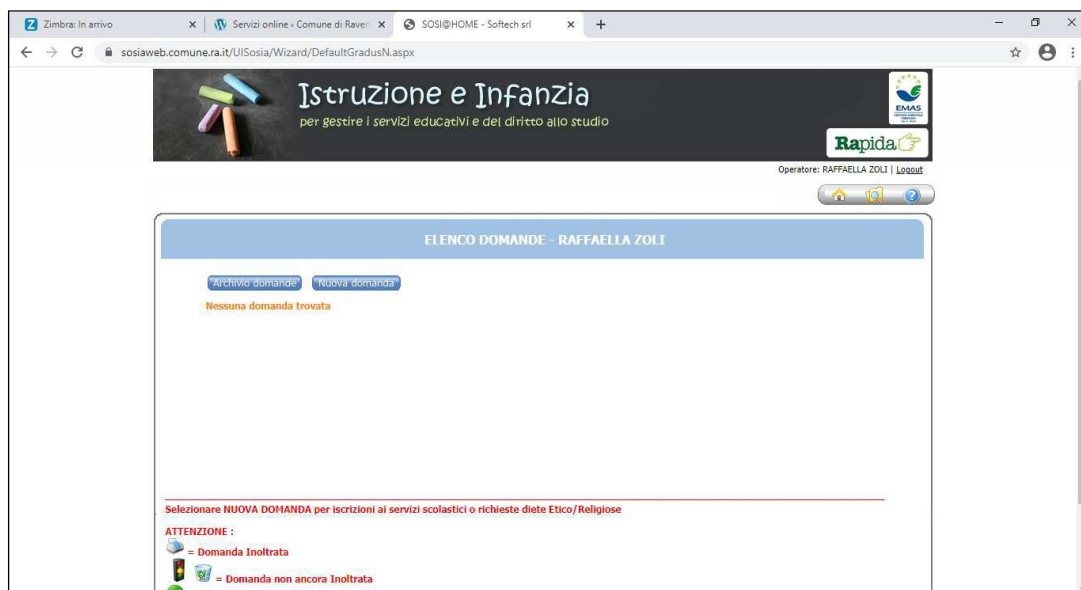 Zimbra: In arrivo
Servizi online ‹ Comune di Raven
SOSI@HOME - Softech srl
sosiaweb.comune.ra.it/UISosia/Wizard/DefaultGradusN.aspx
Istruzione e Infanzia
per gestire i servizi educativi e del diritto allo studio
EMAS
Rapida
Operatore: RAFFAELLA ZOLI | Logout
ELENCO DOMANDE - RAFFAELLA ZOLI
Archivio domande Nuova domanda
Nessuna domanda trovata
Selezionare NUOVA DOMANDA per iscrizioni ai servizi scolastici o richieste diete Etico/Religiose
ATTENZIONE :
= Domanda Inoltrata
= Domanda non ancora Inoltrata